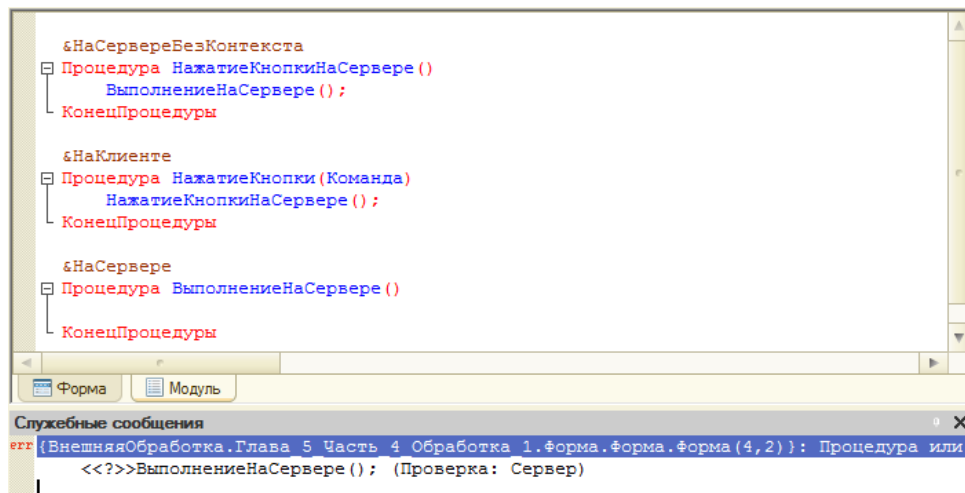 &НаСервереБезКонтекста
Процедура НажатиеКнопкиНаСервере()
ВыполнениеНаСервере();
КонецПроцедуры
&НаКлиенте
Процедура НажатиеКнопки(Команда)
НажатиеКнопкиНаСервере();
КонецПроцедуры
&НаСервере
Процедура ВыполнениеНаСервере()
КонецПроцедуры
Форма Модуль
Служебные сообщения
err {ВнешняяОбработка.Глава_5_Часть_4_Обработка_1.Форма.Форма.Форма(4,2)}: Процедура или
<<?>>ВыполнениеНаСервере(); (Проверка: Сервер)